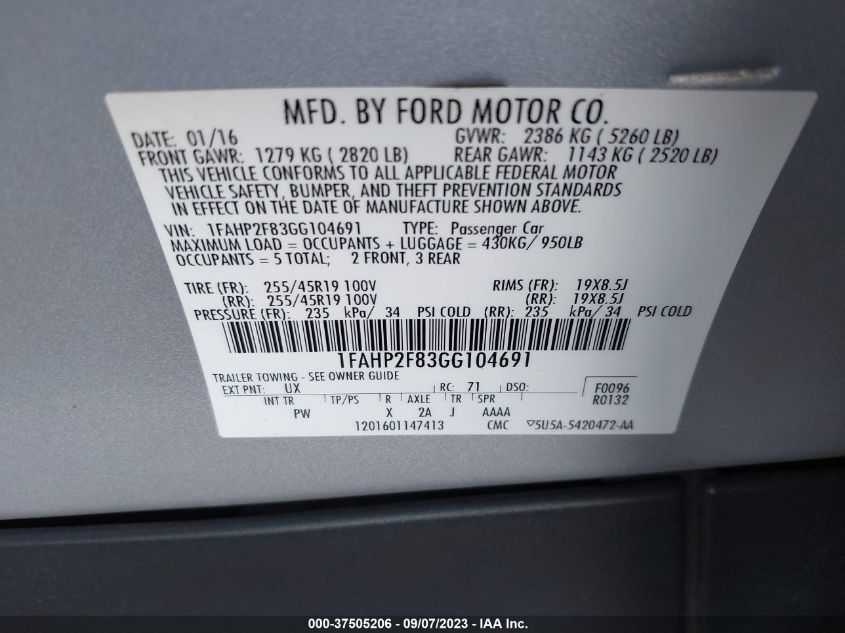 MFD. BY FORD MOTOR CO.
DATE: 01/16 GVWR: 2386 KG ( 5260 LB)
FRONT GAWR: 1279 KG ( 2820 LB) REAR GAWR: 1143 KG ( 2520 LB)
THIS VEHICLE CONFORMS TO ALL APPLICABLE FEDERAL MOTOR
VEHICLE SAFETY, BUMPER, AND THEFT PREVENTION STANDARDS
IN EFFECT ON THE DATE OF MANUFACTURE SHOWN ABOVE.
VIN: 1FAHP2F83GG104691 TYPE: Passenger Car
MAXIMUM LOAD = OCCUPANTS + LUGGAGE = 430KG/ 950LB
OCCUPANTS = 5 TOTAL; 2 FRONT, 3 REAR
TIRE (FR): 255/45R19 100V RIMS (FR): 19X8.5J
(RR): 255/45R19 100V (RR): 19X8.5J
PRESSURE (FR): 235 kPa/ 34 PSI COLD (RR): 235 kPa/ 34 PSI COLD
1FAHP2F83GG104691
TRAILER TOWING - SEE OWNER GUIDE
EXT PNT: UX RC: 71 DSO: F0096
INT TR TP/PS R AXLE TR SPR R0132
PW X 2A J AAAA
1201601147413 CMC ▽5U5A-5420472-AA
000-37505206 - 09/07/2023 - IAA Inc.